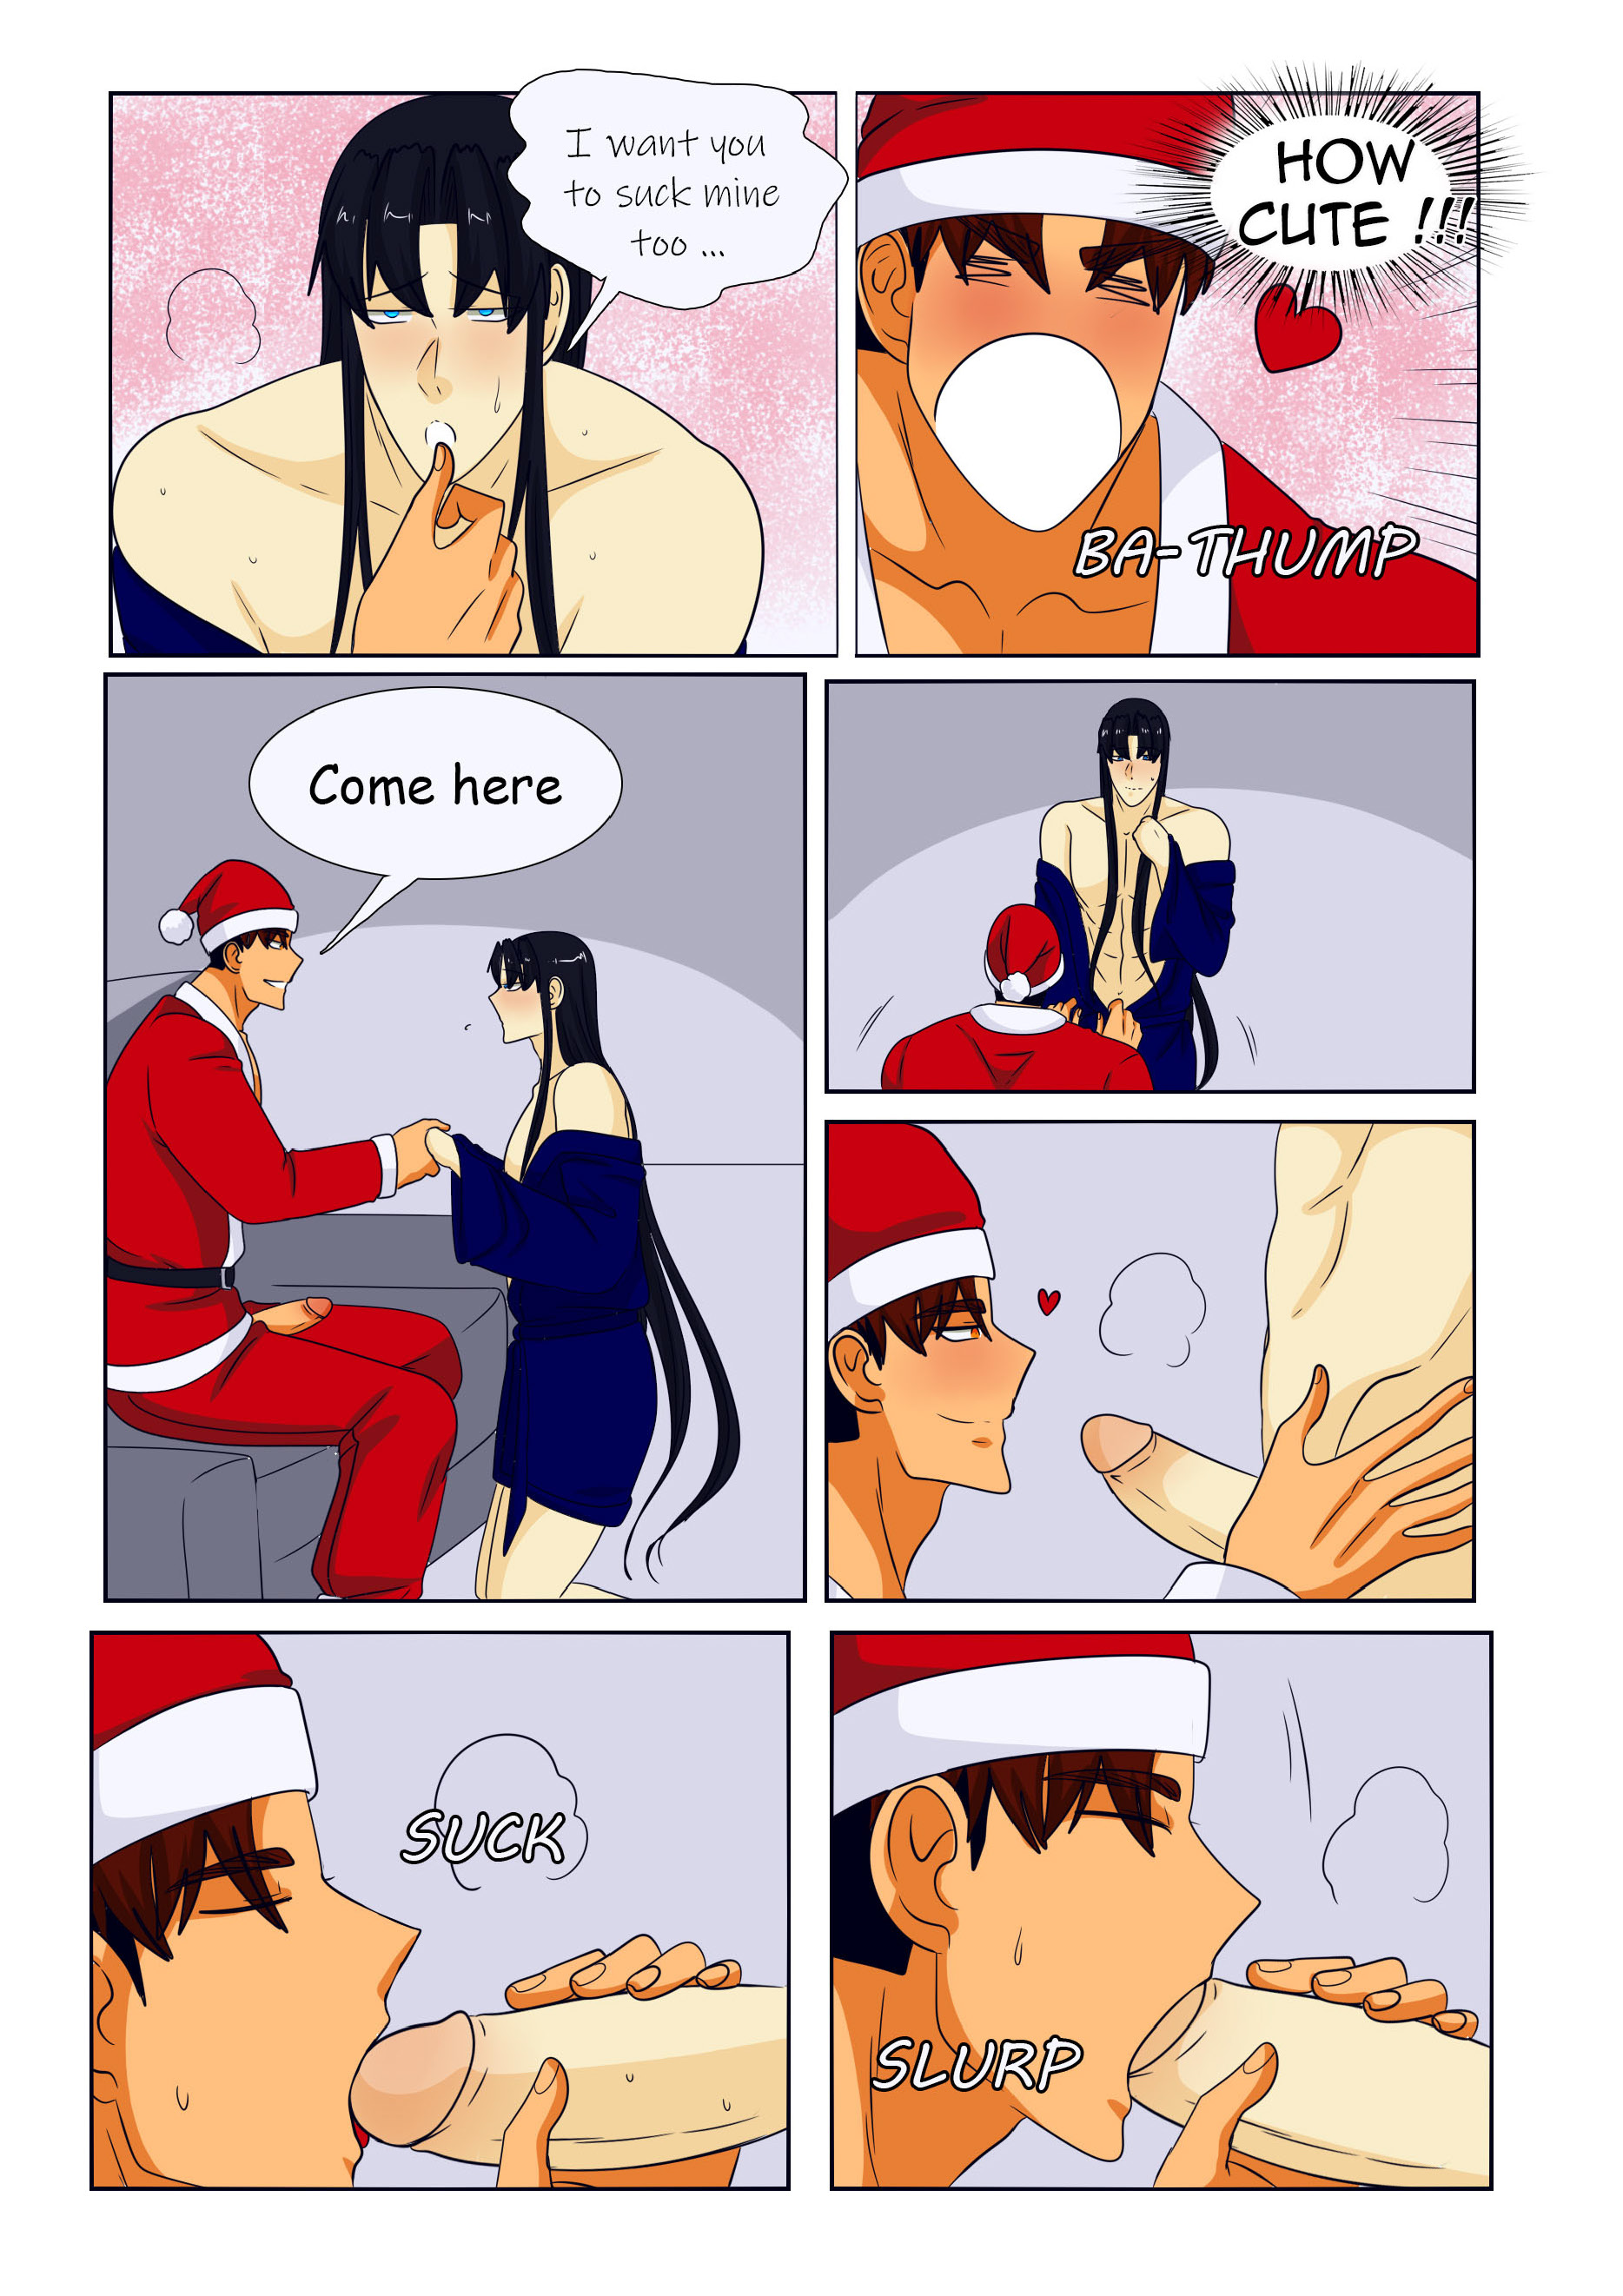 I want you
to suck mine
too ...
HOW
CUTE !!!
BA-THUMP
Come here
SUCK
SLURP